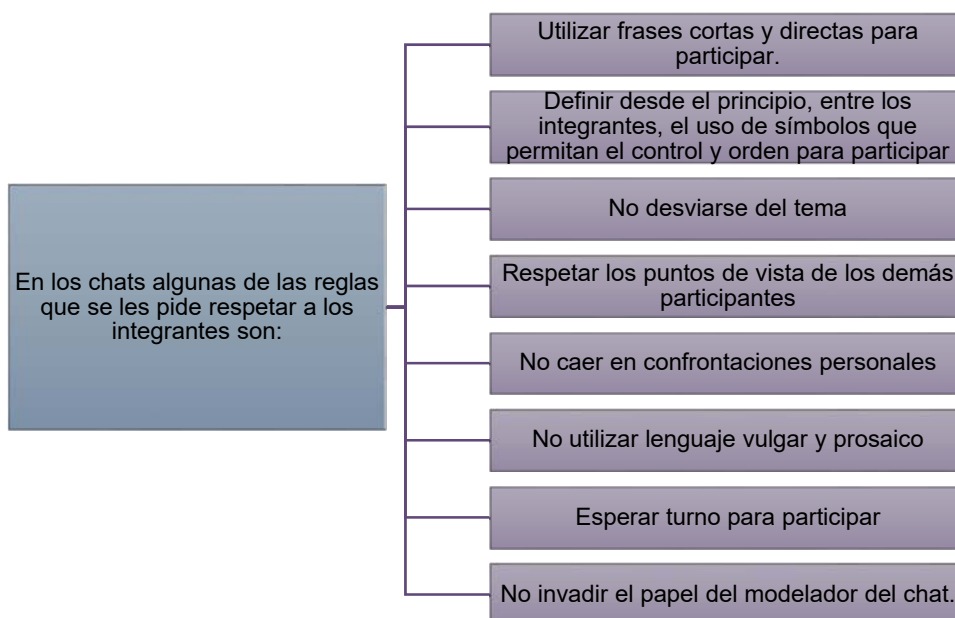 En los chats algunas de las reglas
que se les pide respetar a los
integrantes son:
Utilizar frases cortas y directas para
participar.
Definir desde el principio, entre los
integrantes, el uso de símbolos que
permitan el control y orden para participar
No desviarse del tema
Respetar los puntos de vista de los demás
participantes
No caer en confrontaciones personales
No utilizar lenguaje vulgar y prosaico
Esperar turno para participar
No invadir el papel del modelador del chat.